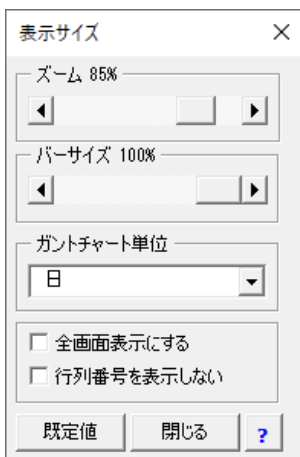 表示サイズ
ズーム 85%
バーサイズ 100%
ガントチャート単位
日
全画面表示にする
行列番号を表示しない
既定値 閉じる ?